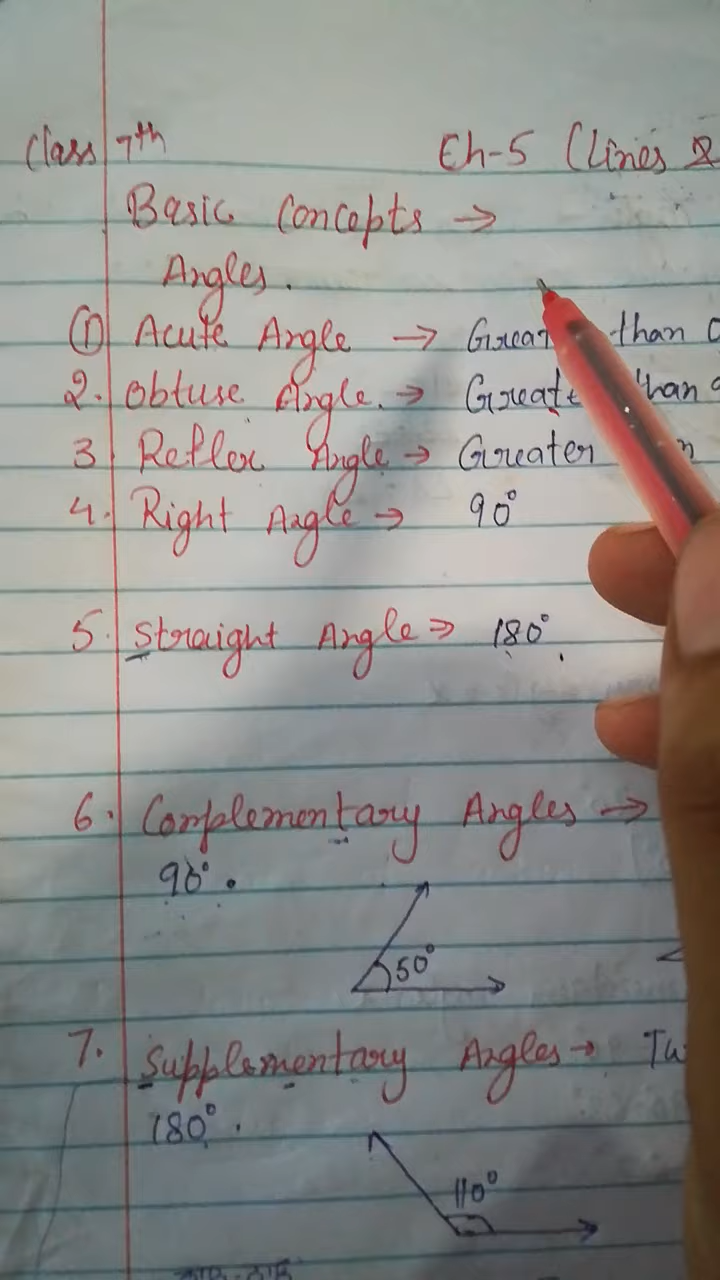 Class 7th Ch-5 (Lines &
Basic Concepts →
Angles.
① Acute Angle → Great than
2. Obtuse Angle. → Greate than
3 Reflex Angle → Greater
4. Right Angle → 90°
5. Straight Angle ⇒ 180°.
6. Complementary Angles →
90°.
50°
7. Supplementary Angles →
180°.
110°